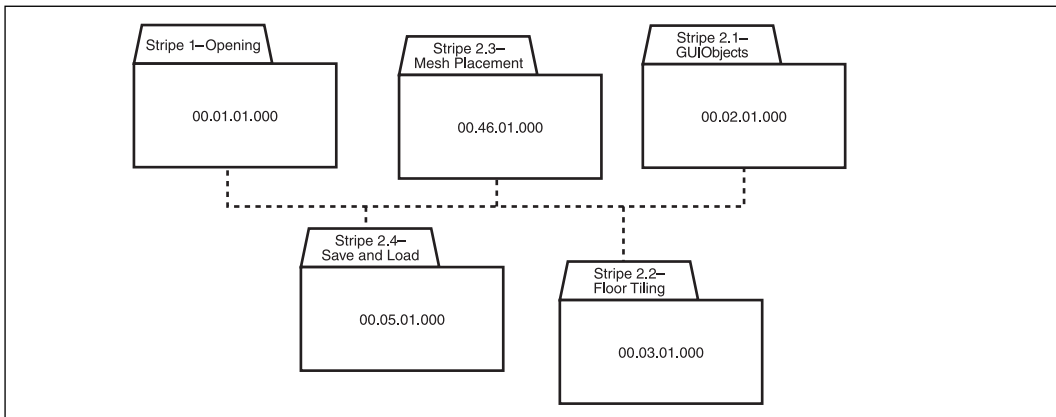 Stripe 1–Opening
00.01.01.000
Stripe 2.3–
Mesh Placement
00.46.01.000
Stripe 2.1–
GUIObjects
00.02.01.000
Stripe 2.4–
Save and Load
00.05.01.000
Stripe 2.2–
Floor Tiling
00.03.01.000